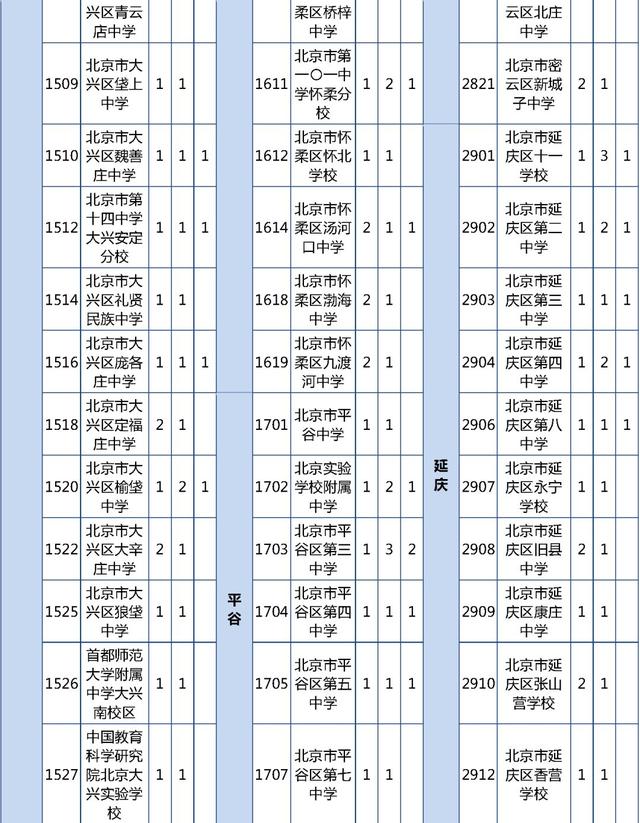 兴区青云
店中学
1509
北京市大
兴区垡上
中学
1 1
1510
北京市大
兴区魏善
庄中学
1 1 1
1512
北京市第
十四中学
大兴安定
分校
1 1 1
1514
北京市大
兴区礼贤
民族中学
1 1
1516
北京市大
兴区庞各
庄中学
1 1 1
1518
北京市大
兴区定福
庄中学
2 1
1520
北京市大
兴区榆垡
中学
1 2 1
1522
北京市大
兴区大辛
庄中学
2 1
1525
北京市大
兴区狼垡
中学
1 1
1526
首都师范
大学附属
中学大兴
南校区
1 1
1527
中国教育
科学研究
院北京大
兴实验学
校
1 1
柔区桥梓
中学
1611
北京市第
一〇一中
学怀柔分
校
1 2 1
1612
北京市怀
柔区怀北
学校
1 1
1614
北京市怀
柔区汤河
口中学
2 1 1
1618
北京市怀
柔区渤海
中学
2 1
1619
北京市怀
柔区九渡
河中学
2 1
平
谷
1701
北京市平
谷中学
1 1
1702
北京实验
学校附属
中学
1 2 1
1703
北京市平
谷区第三
中学
1 3 2
1704
北京市平
谷区第四
中学
1 1 1
1705
北京市平
谷区第五
中学
1 1 1
1707
北京市平
谷区第七
中学
1 1 1
云区北庄
中学
2821
北京市密
云区新城
子中学
2 1
延
庆
2901
北京市延
庆区十一
学校
1 3 1
2902
北京市延
庆区第二
中学
1 2 1
2903
北京市延
庆区第三
中学
1 1 1
2904
北京市延
庆区第四
中学
1 2 1
2906
北京市延
庆区第八
中学
1 1 1
2907
北京市延
庆区永宁
学校
1 1
2908
北京市延
庆区旧县
中学
2 1
2909
北京市延
庆区康庄
中学
1 1
2910
北京市延
庆区张山
营学校
2 1
2912
北京市延
庆区香营
学校
1 1